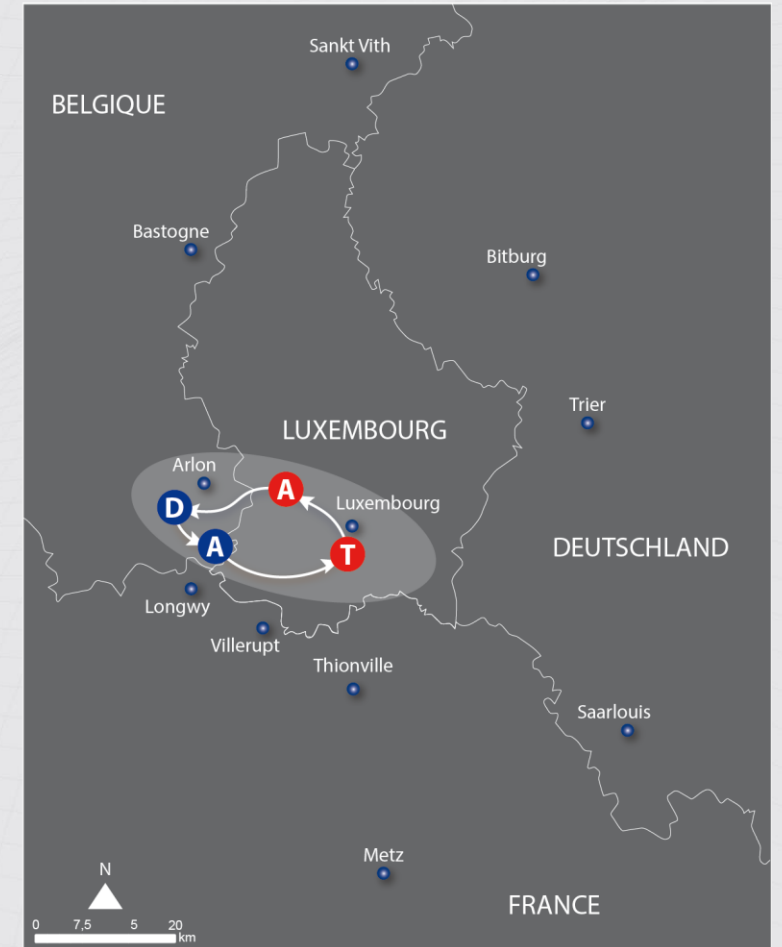 Sankt Vith
BELGIQUE
Bastogne
Bitburg
Trier
LUXEMBOURG
Arlon
A
Luxembourg
D
A
T
DEUTSCHLAND
Longwy
Villerupt
Thionville
Saarlouis
Metz
N
FRANCE
0 7,5 5 20
km